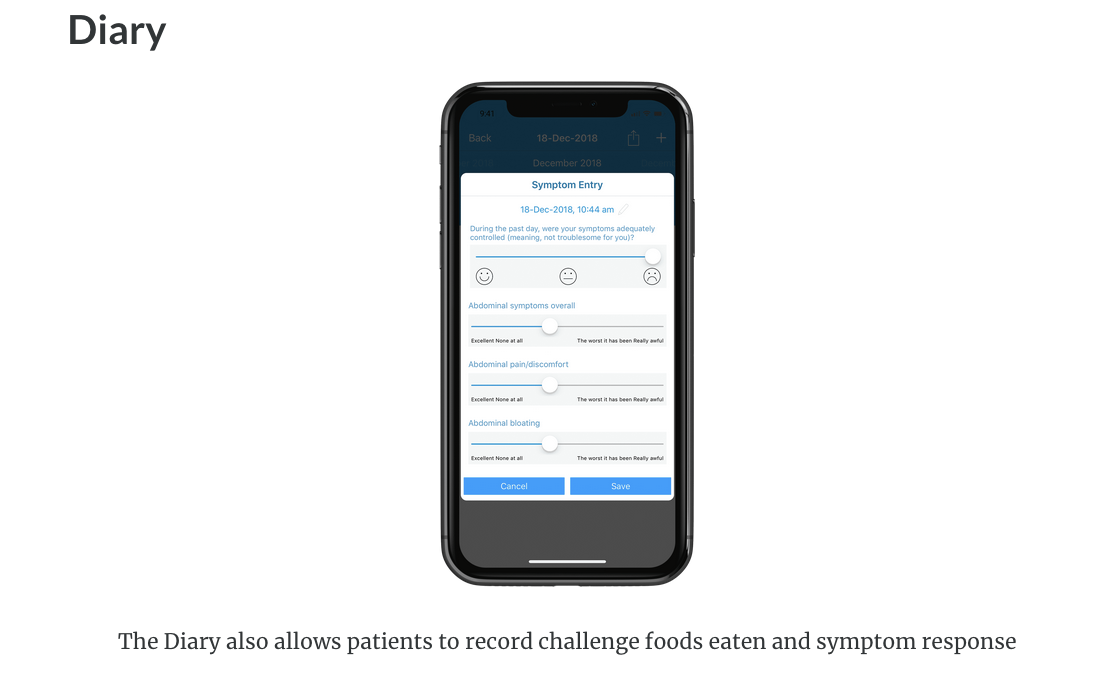 Diary
9:41
Back 18-Dec-2018
December 2018
Symptom Entry
18-Dec-2018, 10:44 am
During the past day, were your symptoms adequately
controlled (meaning, not troublesome for you)?
Abdominal symptoms overall
Excellent None at all The worst it has been Really awful
Abdominal pain/discomfort
Excellent None at all The worst it has been Really awful
Abdominal bloating
Excellent None at all The worst it has been Really awful
Cancel Save
The Diary also allows patients to record challenge foods eaten and symptom response